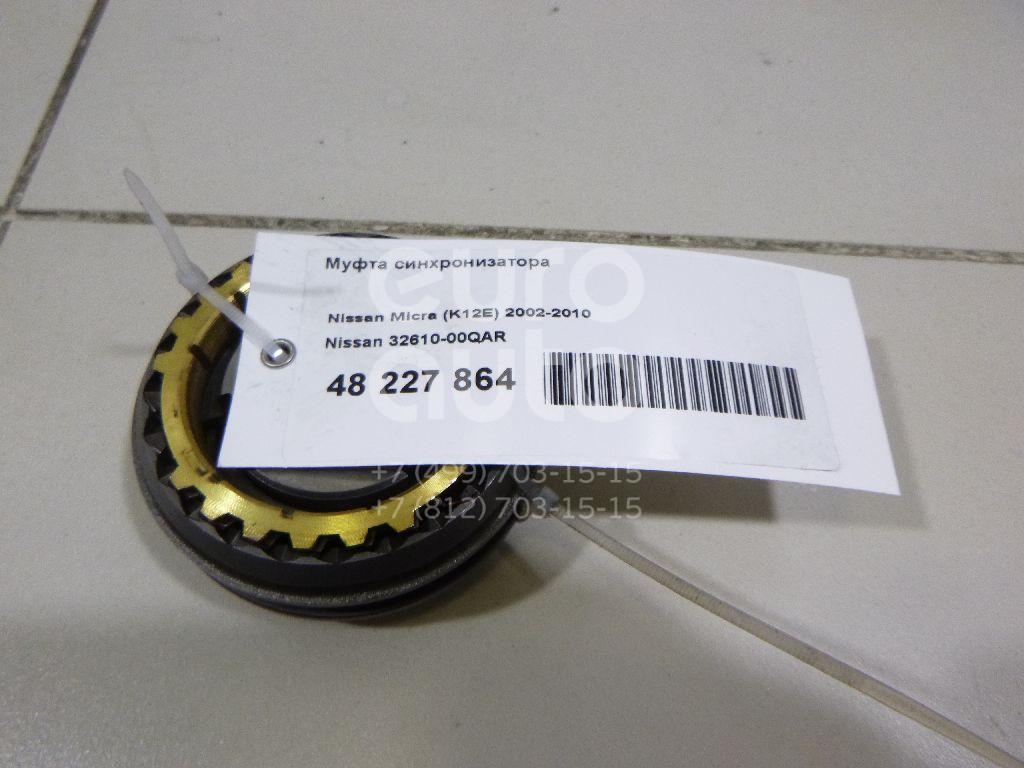 Муфта синхронизатора
Nissan Micra (K12E) 2002-2010
Nissan 32610-00QAR
48 227 864
euro
auto
+7 (499) 703-15-15
+7 (812) 703-15-15